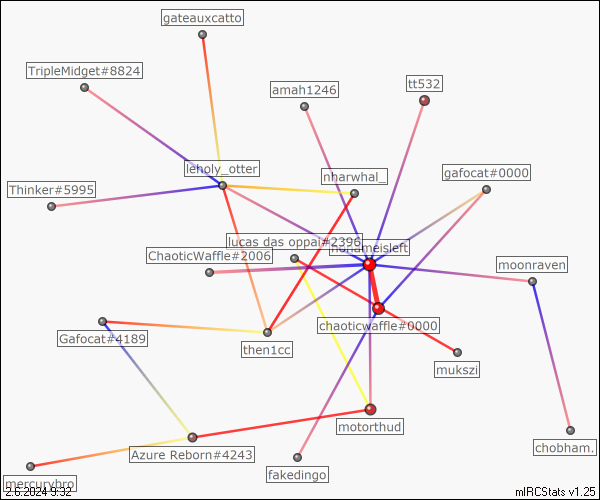 gateauxcatto
TripleMidget#8824
tt532
amah1246
leholy_otter
nharwhal_
gafocat#0000
Thinker#5995
lucas das oppai#2396
nonameisleft
ChaoticWaffle#2006
moonraven
chaoticwaffle#0000
Gafocat#4189
then1cc
mukszi
motorthud
chobham.
Azure Reborn#4243
fakedingo
mercurybro
2.6.2024 9:32
mIRCStats v1.25